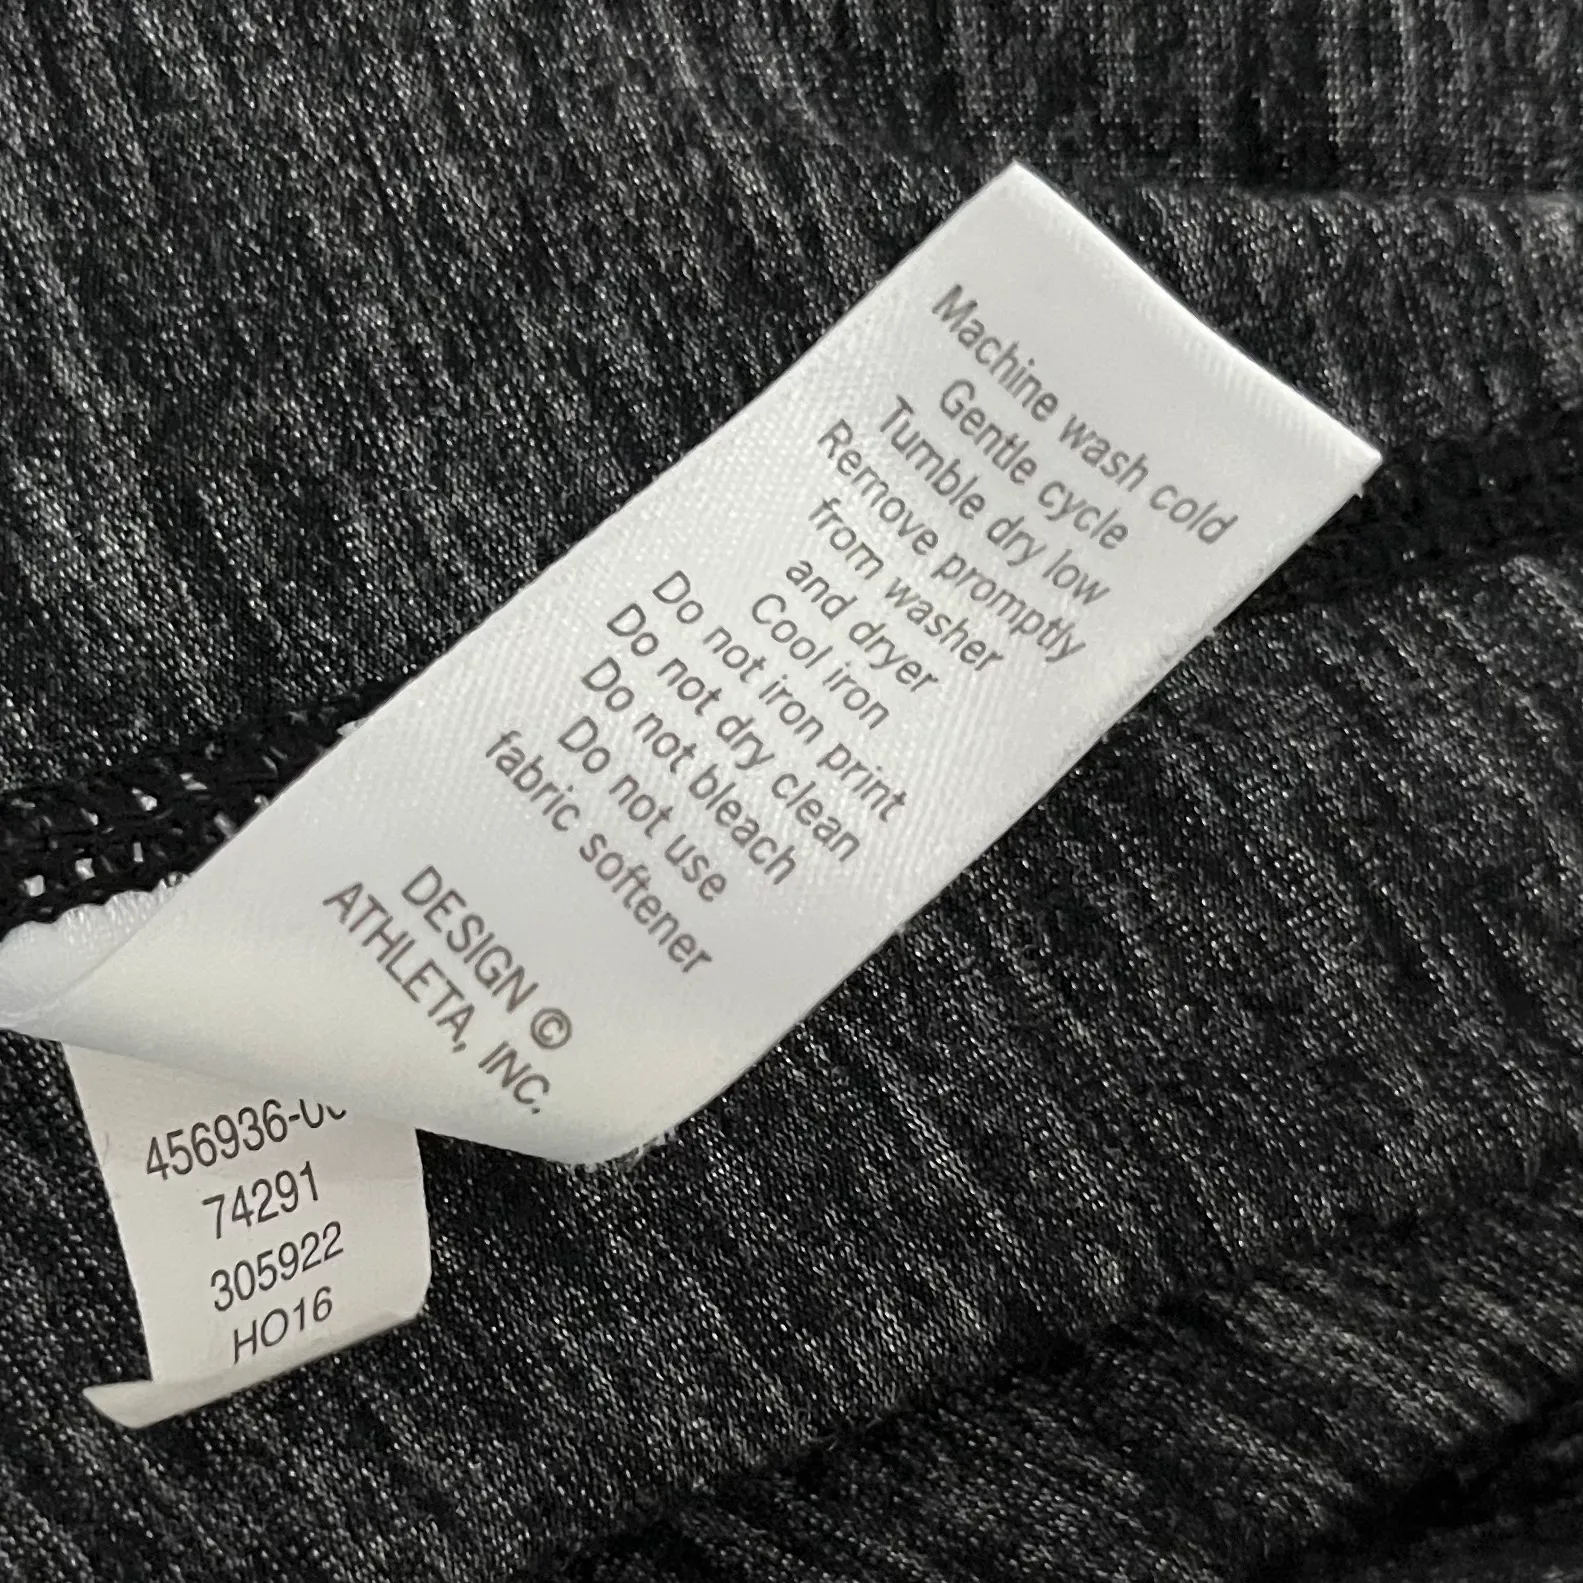 Machine wash cold
Gentle cycle
Tumble dry low
Remove promptly
from washer
and dryer
Cool iron
Do not iron print
Do not dry clean
Do not bleach
Do not use
fabric softener
DESIGN ©
ATHLETA, INC.
74291
305922
HO16